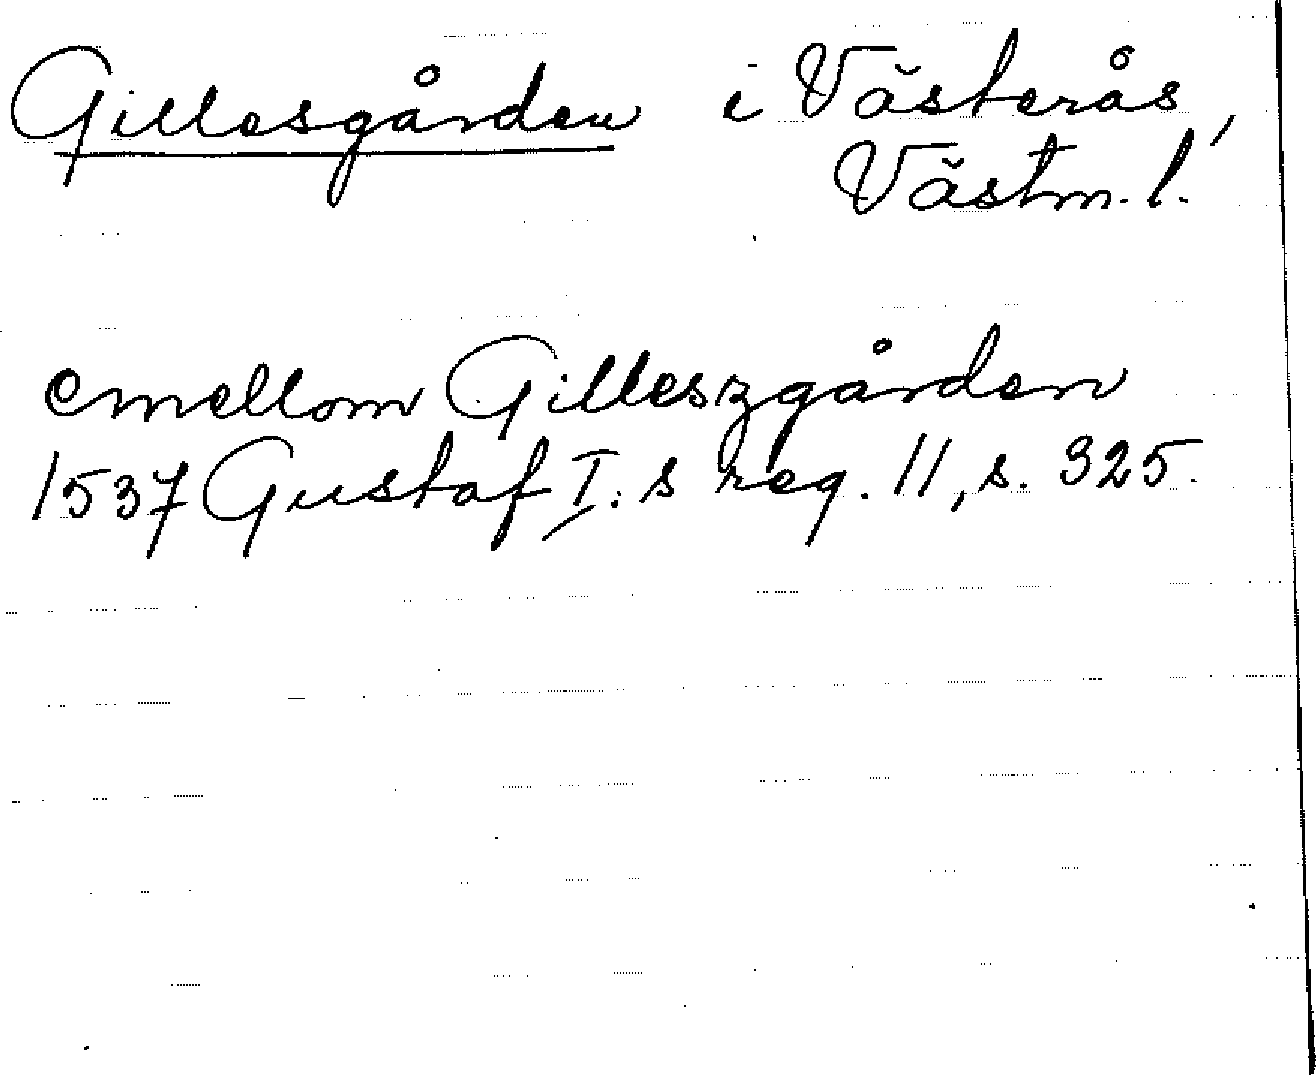 Gillesgården i Västerås,
Västm. l.
emellom Gilleszgården
1537 Gustaf I:s reg. 11, s. 325.